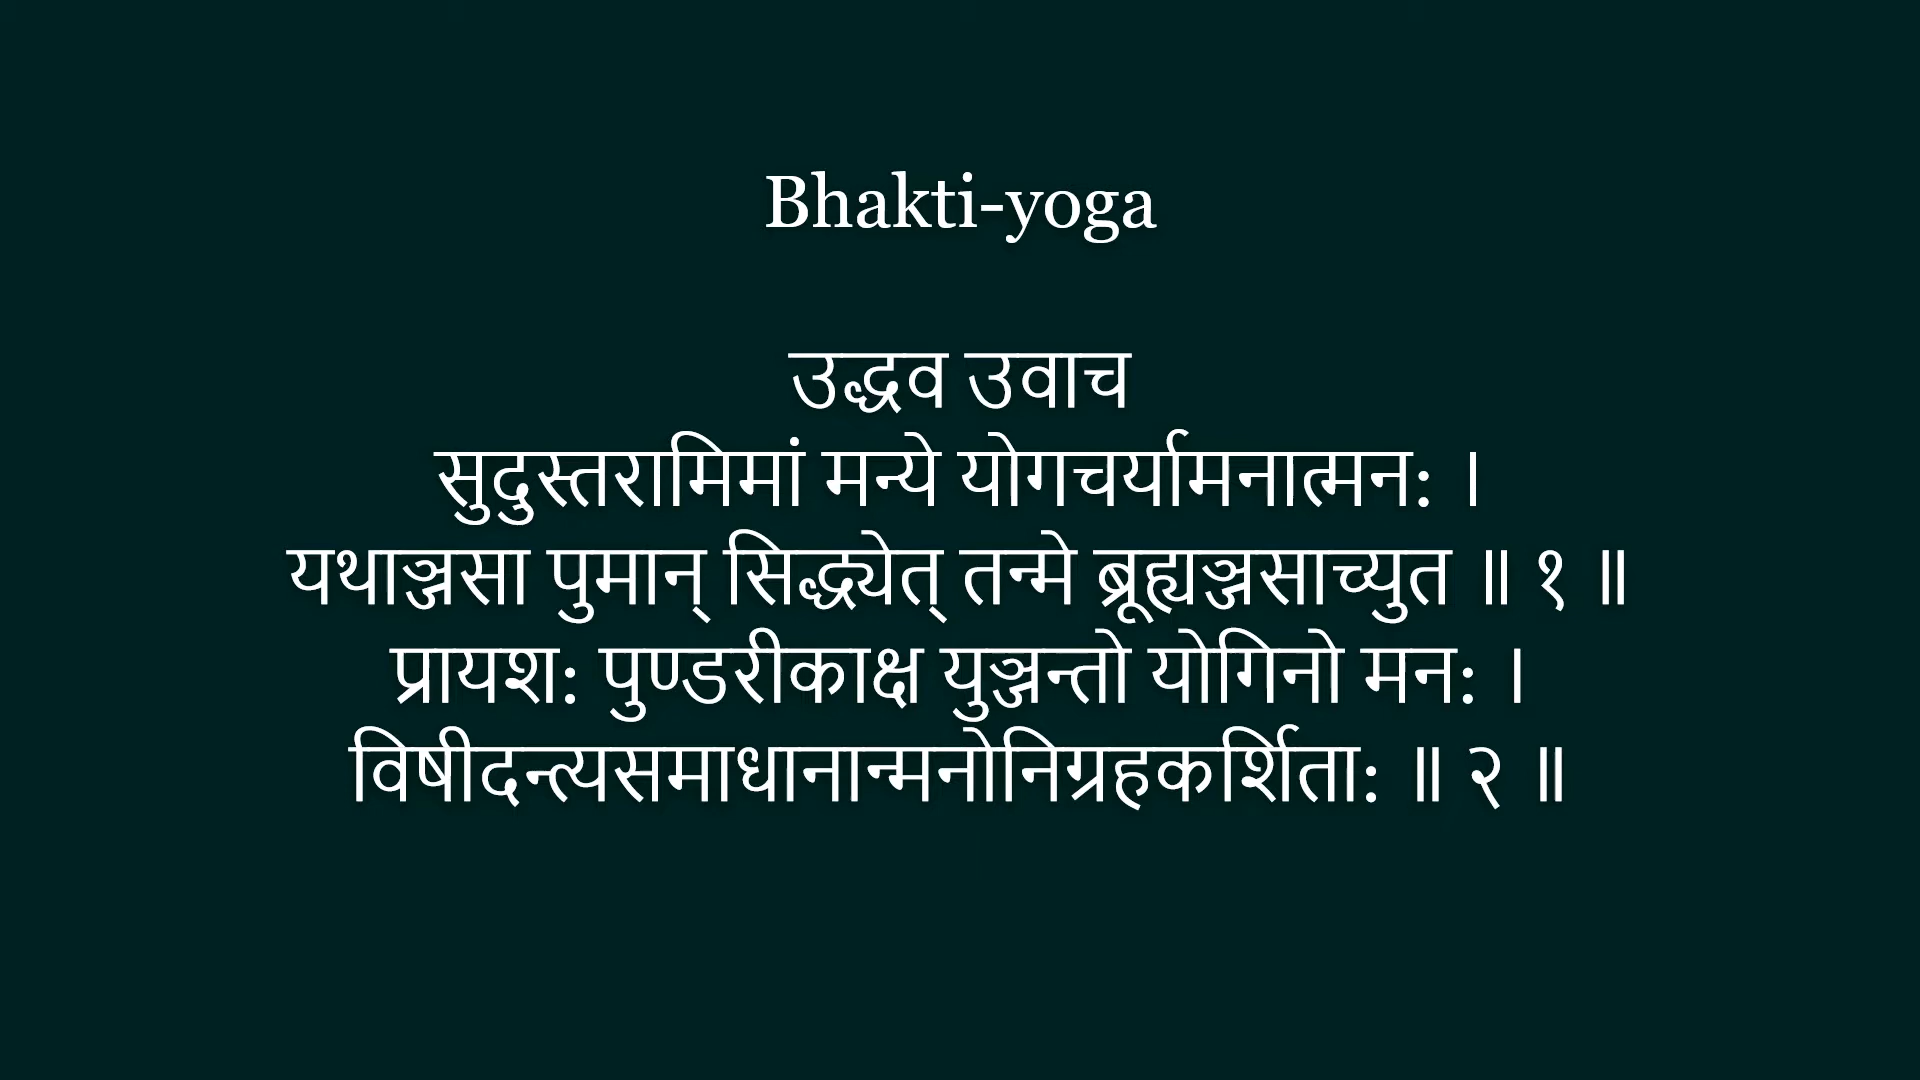 Bhakti-yoga
उद्धव उवाच
सुदुस्तरामिमां मन्ये योगचर्यामनात्मनः ।
यथाञ्जसा पुमान् सिद्ध्येत् तन्मे ब्रूह्यञ्जसाच्युत ॥ १ ॥
प्रायशः पुण्डरीकाक्ष युञ्जन्तो योगिनो मनः ।
विषीदन्त्यसमाधानान्मनोनिग्रहकर्शिताः ॥ २ ॥